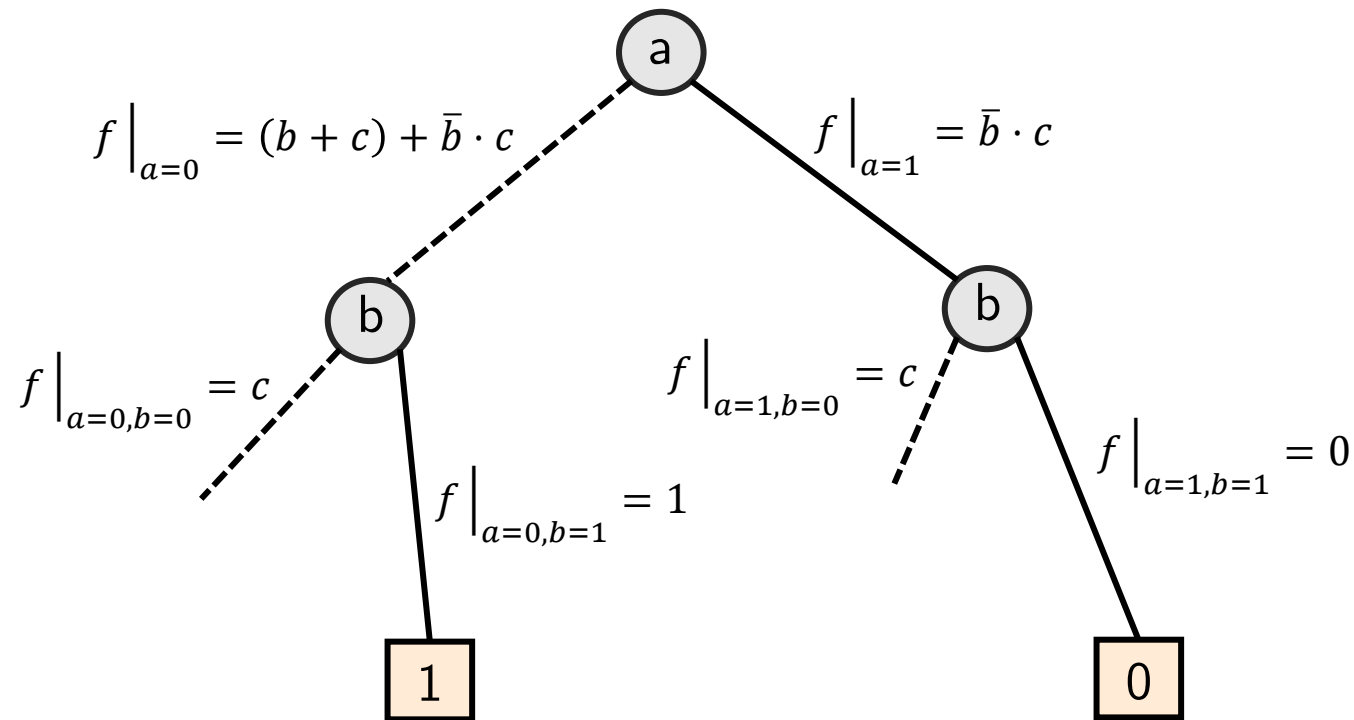 a
f|_{a=0} = (b + c) + b̄ · c
f|_{a=1} = b̄ · c
b
b
f|_{a=0,b=0} = c
f|_{a=1,b=0} = c
f|_{a=0,b=1} = 1
f|_{a=1,b=1} = 0
1
0